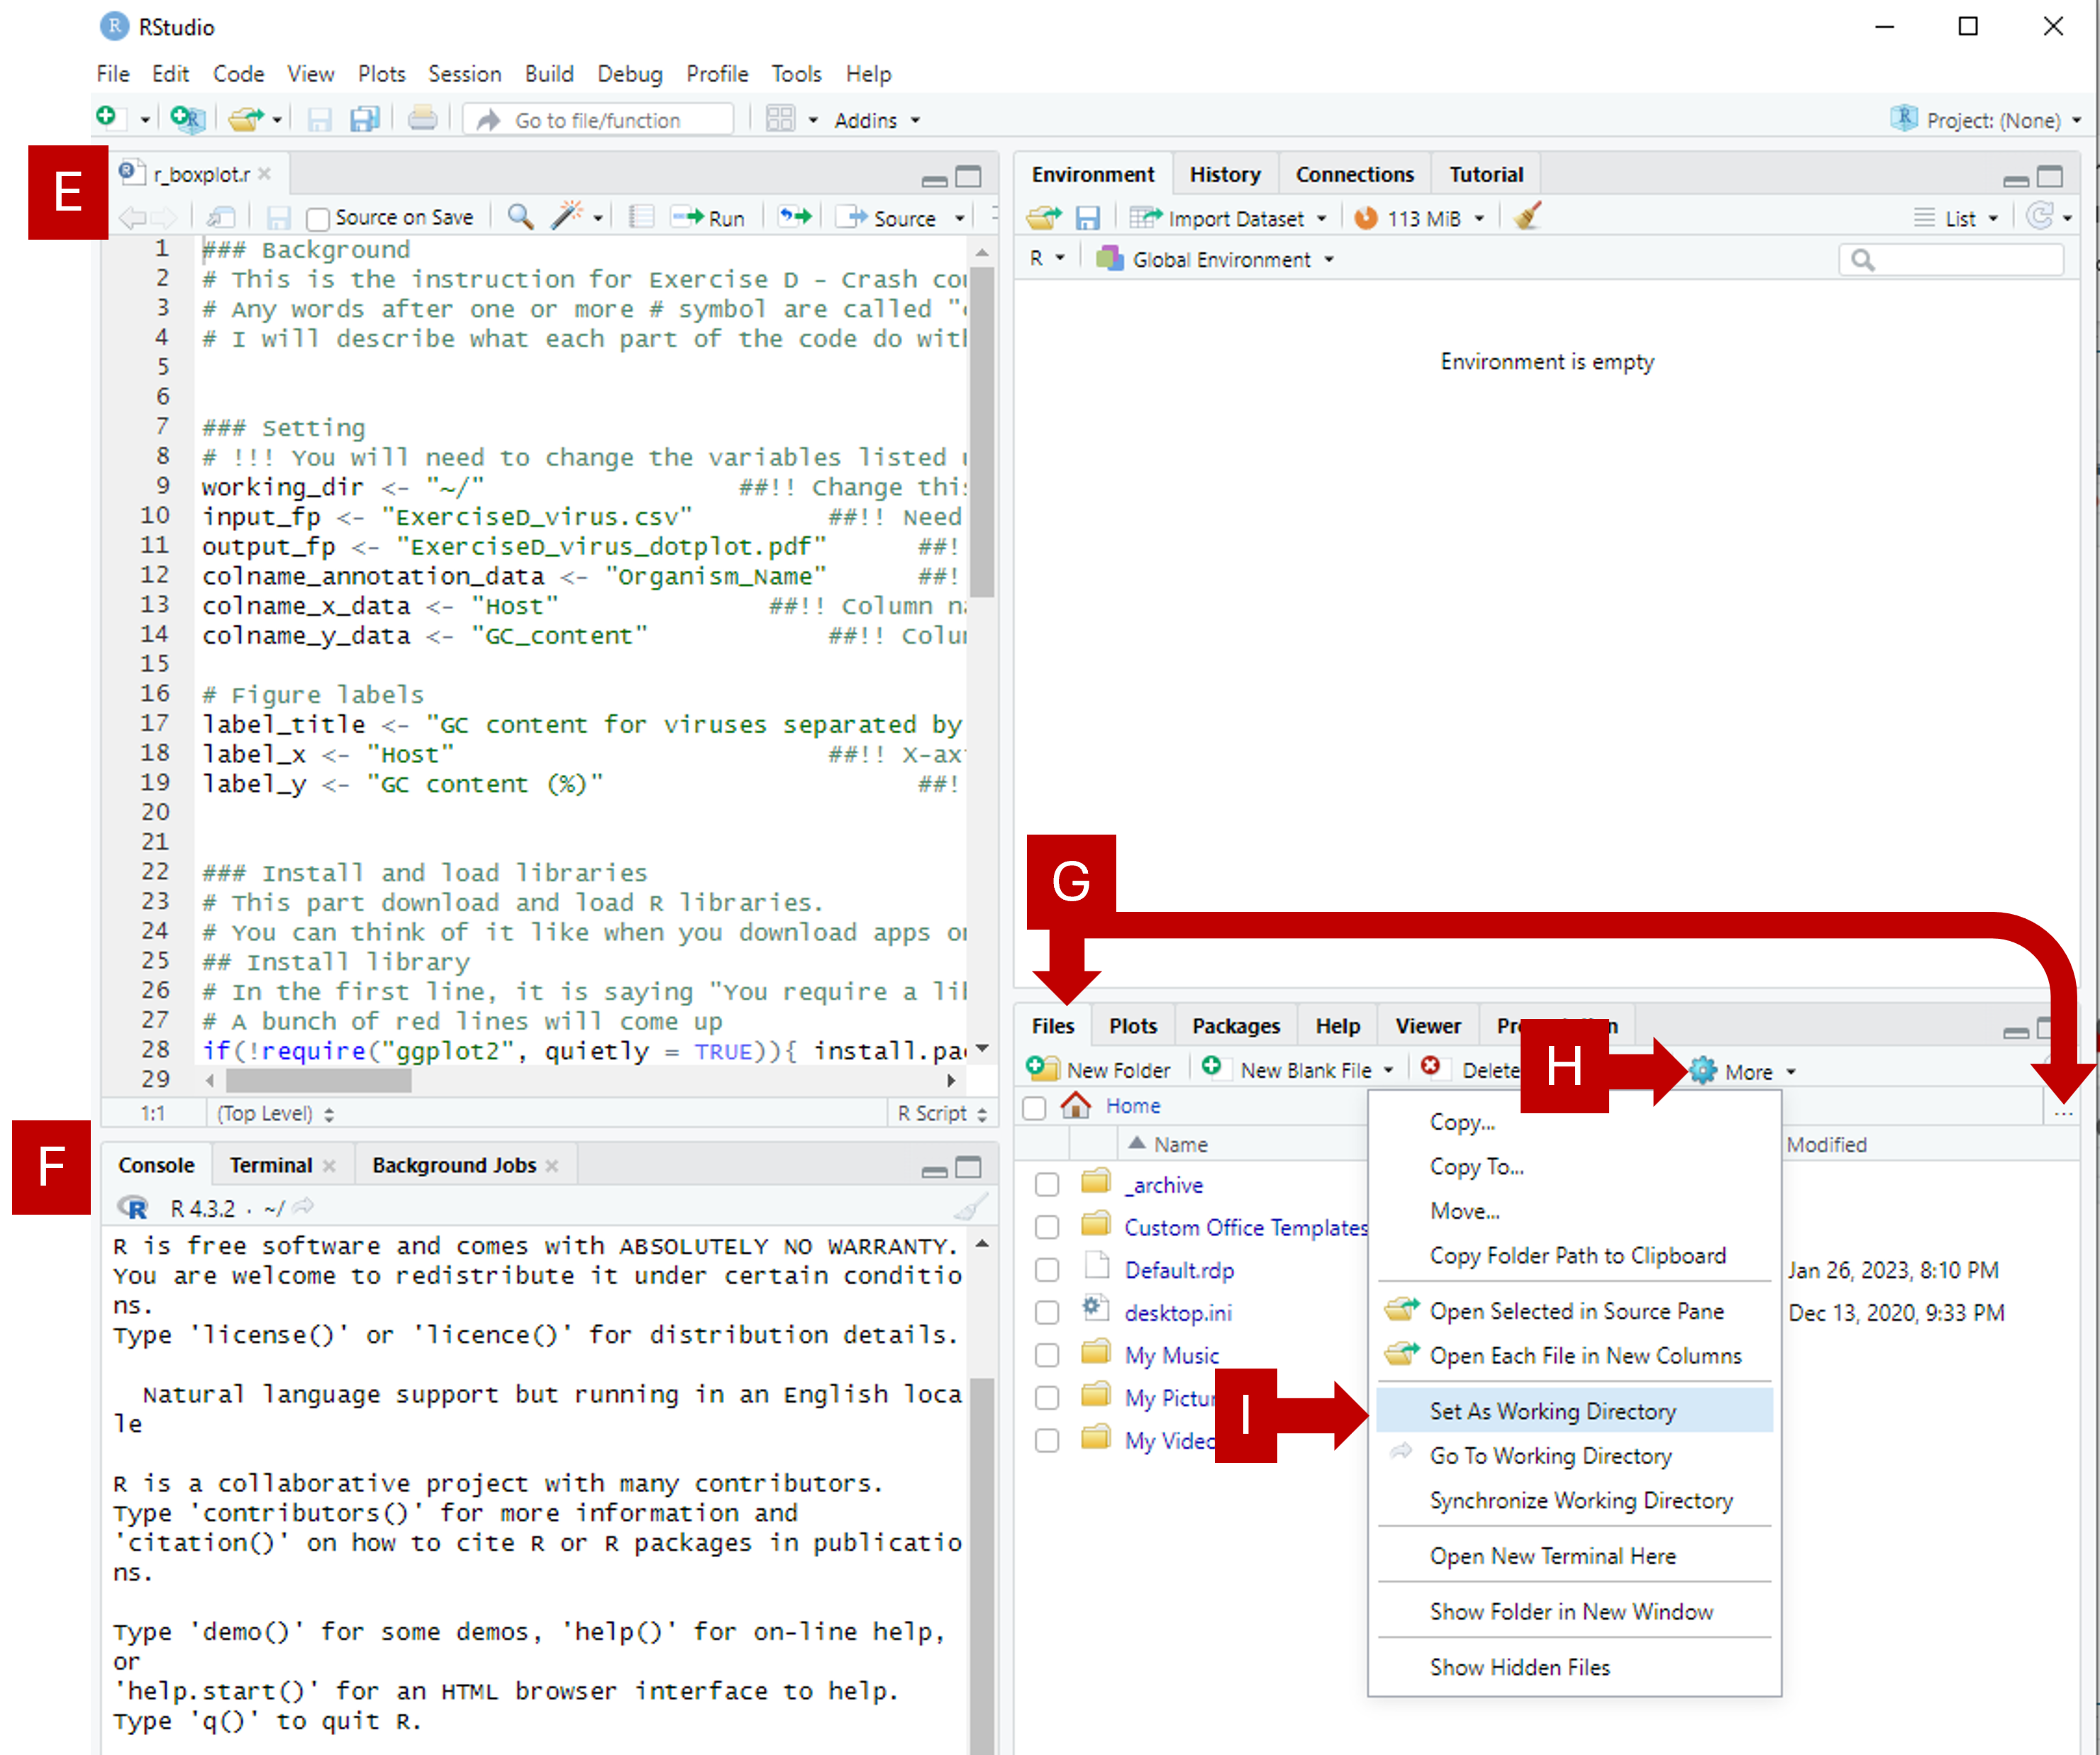 RStudio
File Edit Code View Plots Session Build Debug Profile Tools Help
Go to file/function Addins Project: (None)
E
r_boxplot.r
Source on Save Run Source
1 ### Background
2 # This is the instruction for Exercise D - Crash
3 # Any words after one or more # symbol are called
4 # I will describe what each part of the code do
5
6
7 ### Setting
8 # !!! You will need to change the variables listed
9 working_dir <- "~/" ##!! Change this
10 input_fp <- "ExerciseD_virus.csv" ##!! Need
11 output_fp <- "ExerciseD_virus_dotplot.pdf" ##!
12 colname_annotation_data <- "Organism_Name" ##!
13 colname_x_data <- "Host" ##!! Column
14 colname_y_data <- "GC_content" ##!!
15
16 # Figure labels
17 label_title <- "GC content for viruses separated by
18 label_x <- "Host" ##!!
19 label_y <- "GC content (%)" ##!
20
21
22 ### Install and load libraries
23 # This part download and load R libraries.
24 # You can think of it like when you download apps
25 ## Install library
26 # In the first line, it is saying "You require a
27 # A bunch of red lines will come up
28 if(!require("ggplot2", quietly = TRUE)){
29
1:1 (Top Level) R Script
F
Console Terminal Background Jobs
R 4.3.2 · ~/
R is free software and comes with ABSOLUTELY NO WARRANTY.
You are welcome to redistribute it under certain conditio
ns.
Type 'license()' or 'licence()' for distribution details.
Natural language support but running in an English loca
le
R is a collaborative project with many contributors.
Type 'contributors()' for more information and
'citation()' on how to cite R or R packages in publicatio
ns.
Type 'demo()' for some demos, 'help()' for on-line help,
or
'help.start()' for an HTML browser interface to help.
Type 'q()' to quit R.
Environment History Connections Tutorial
Import Dataset 113 MiB List
R Global Environment
Environment is empty
G
Files Plots Packages Help Viewer
H
New Folder New Blank File Delete More
Home ...
Name Modified
_archive
Custom Office Templates
Default.rdp Jan 26, 2023, 8:10 PM
desktop.ini Dec 13, 2020, 9:33 PM
My Music
My
My
I
Copy...
Copy To...
Move...
Copy Folder Path to Clipboard
Open Selected in Source Pane
Open Each File in New Columns
Set As Working Directory
Go To Working Directory
Synchronize Working Directory
Open New Terminal Here
Show Folder in New Window
Show Hidden Files